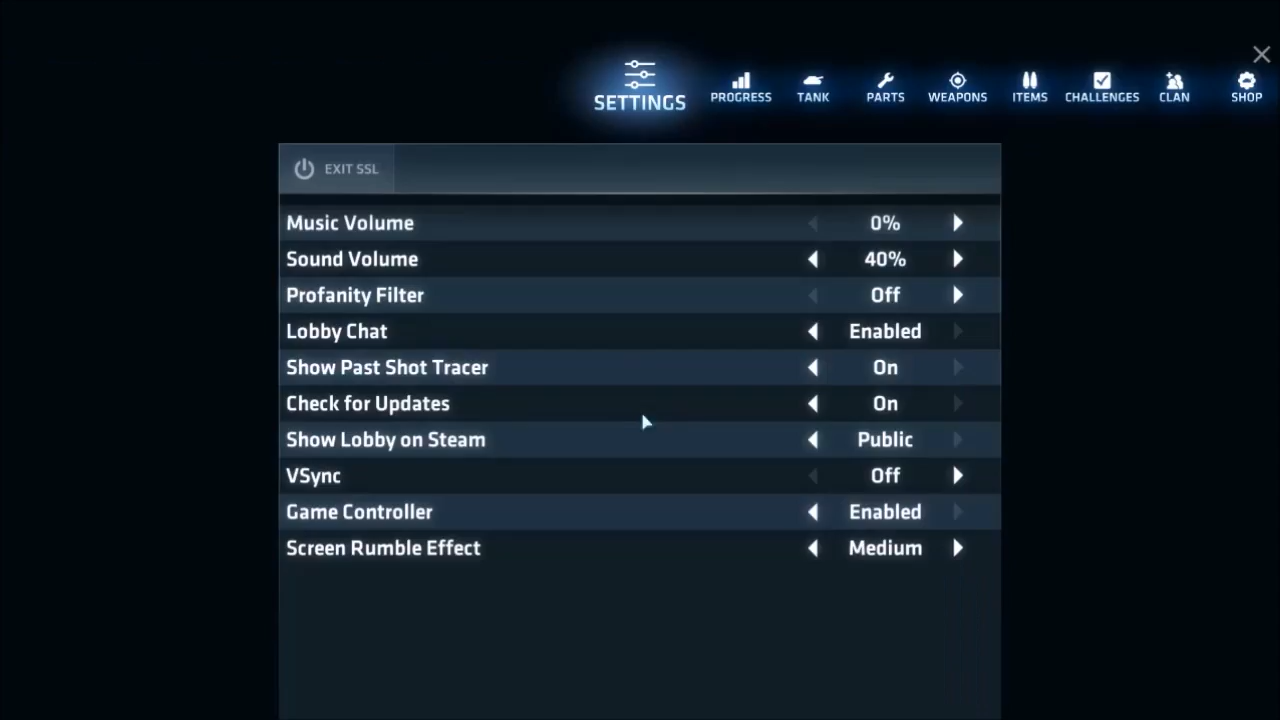 SETTINGS PROGRESS TANK PARTS WEAPONS ITEMS CHALLENGES CLAN SHOP
EXIT SSL
Music Volume 0%
Sound Volume 40%
Profanity Filter Off
Lobby Chat Enabled
Show Past Shot Tracer On
Check for Updates On
Show Lobby on Steam Public
VSync Off
Game Controller Enabled
Screen Rumble Effect Medium